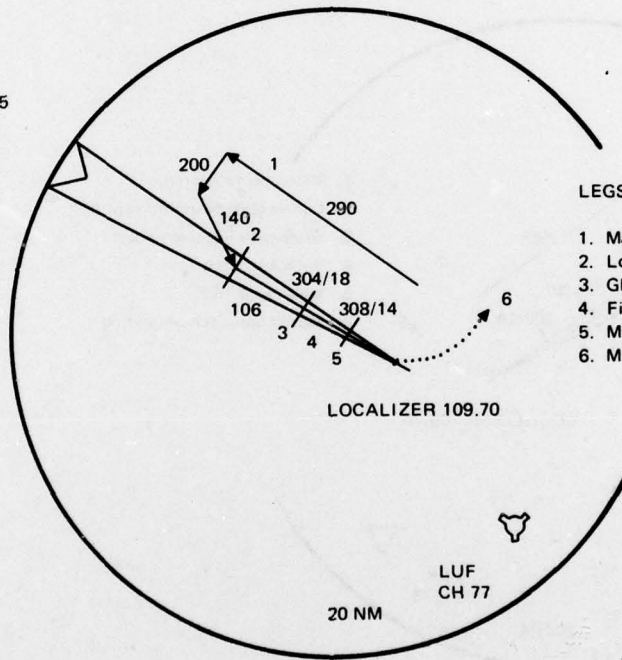 5
200
1
290
140
2
304/18
106
308/14
3
4
5
6
LEGS
1. Ma
2. Lo
3. Gl
4. Fi
5. M
6. M
LOCALIZER 109.70
LUF
CH 77
20 NM